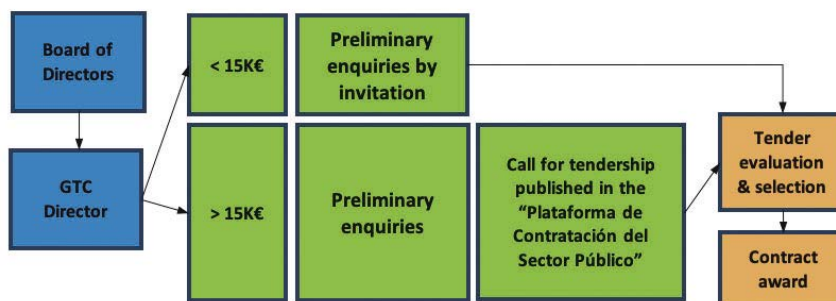 Board of
Directors
GTC
Director
< 15K€
Preliminary
enquiries by
invitation
> 15K€
Preliminary
enquiries
Call for tendership
published in the
“Plataforma de
Contratación del
Sector Público”
Tender
evaluation
& selection
Contract
award